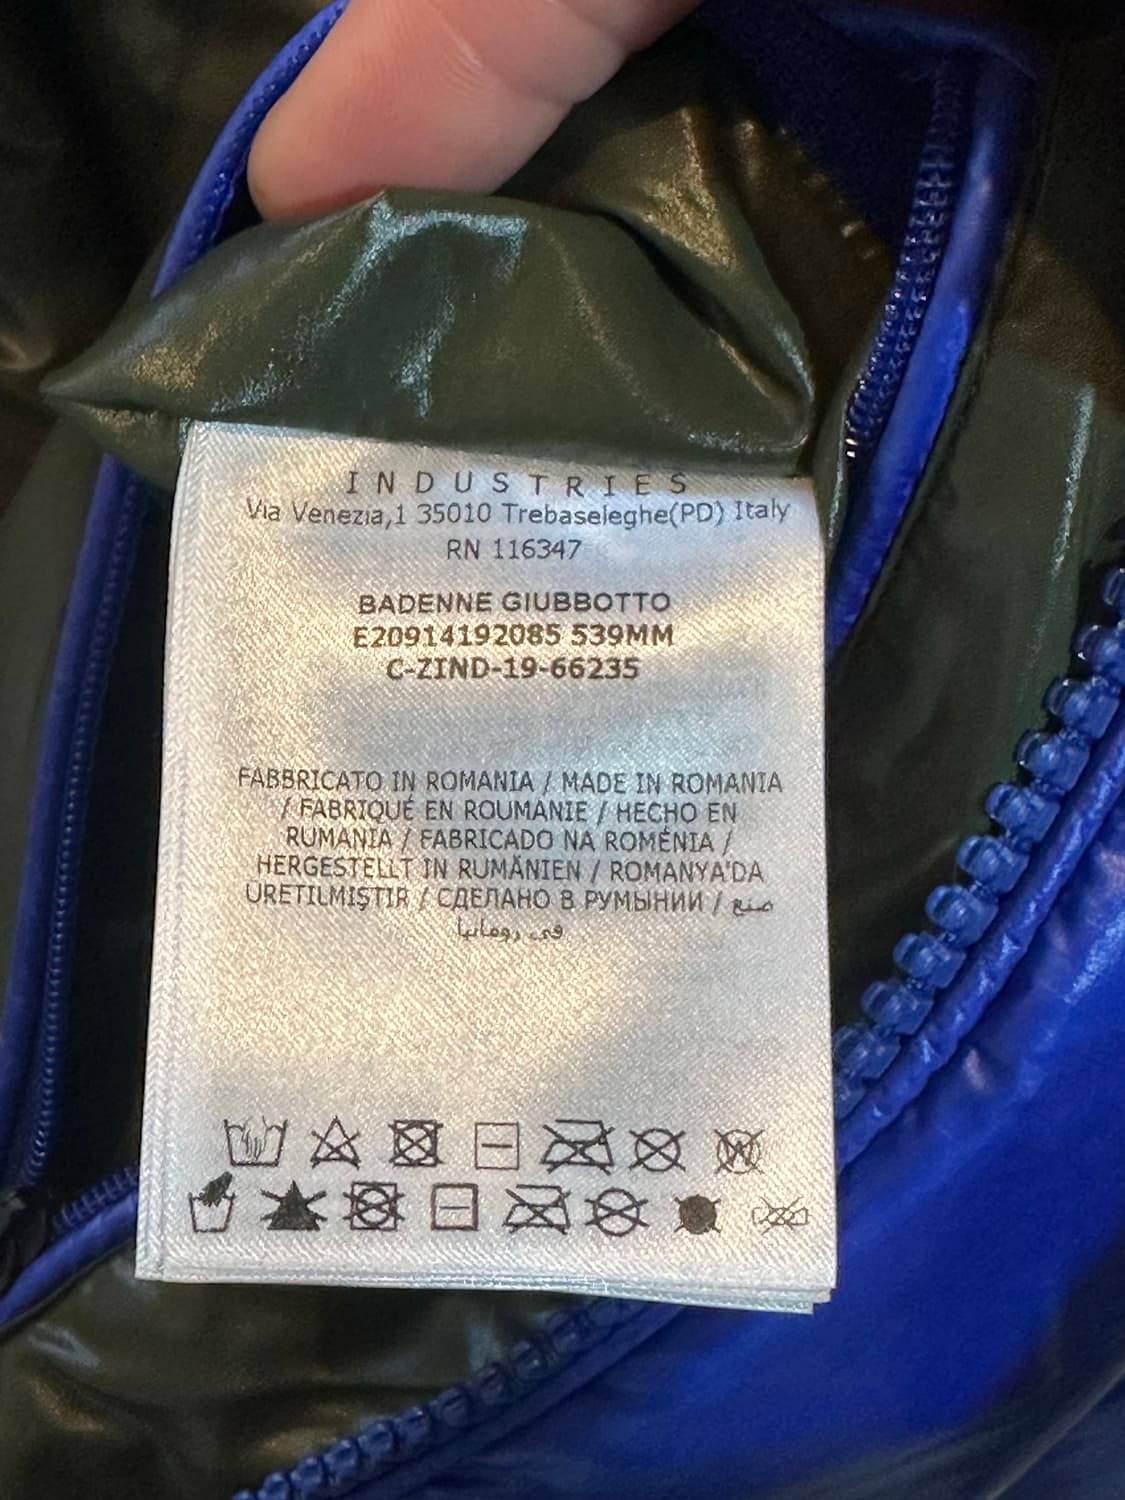 INDUSTRIES
Via Venezia,1 35010 Trebaseleghe(PD) Italy
RN 116347
BADENNE GIUBBOTTO
E20914192085 539MM
C-ZIND-19-66235
FABBRICATO IN ROMANIA / MADE IN ROMANIA
/ FABRIQUÉ EN ROUMANIE / HECHO EN
RUMANIA / FABRICADO NA ROMÉNIA /
HERGESTELLT IN RUMÄNIEN / ROMANYA'DA
URETILMIŞTIR / СДЕЛАНО В РУМЫНИИ / صنع
في رومانيا
W